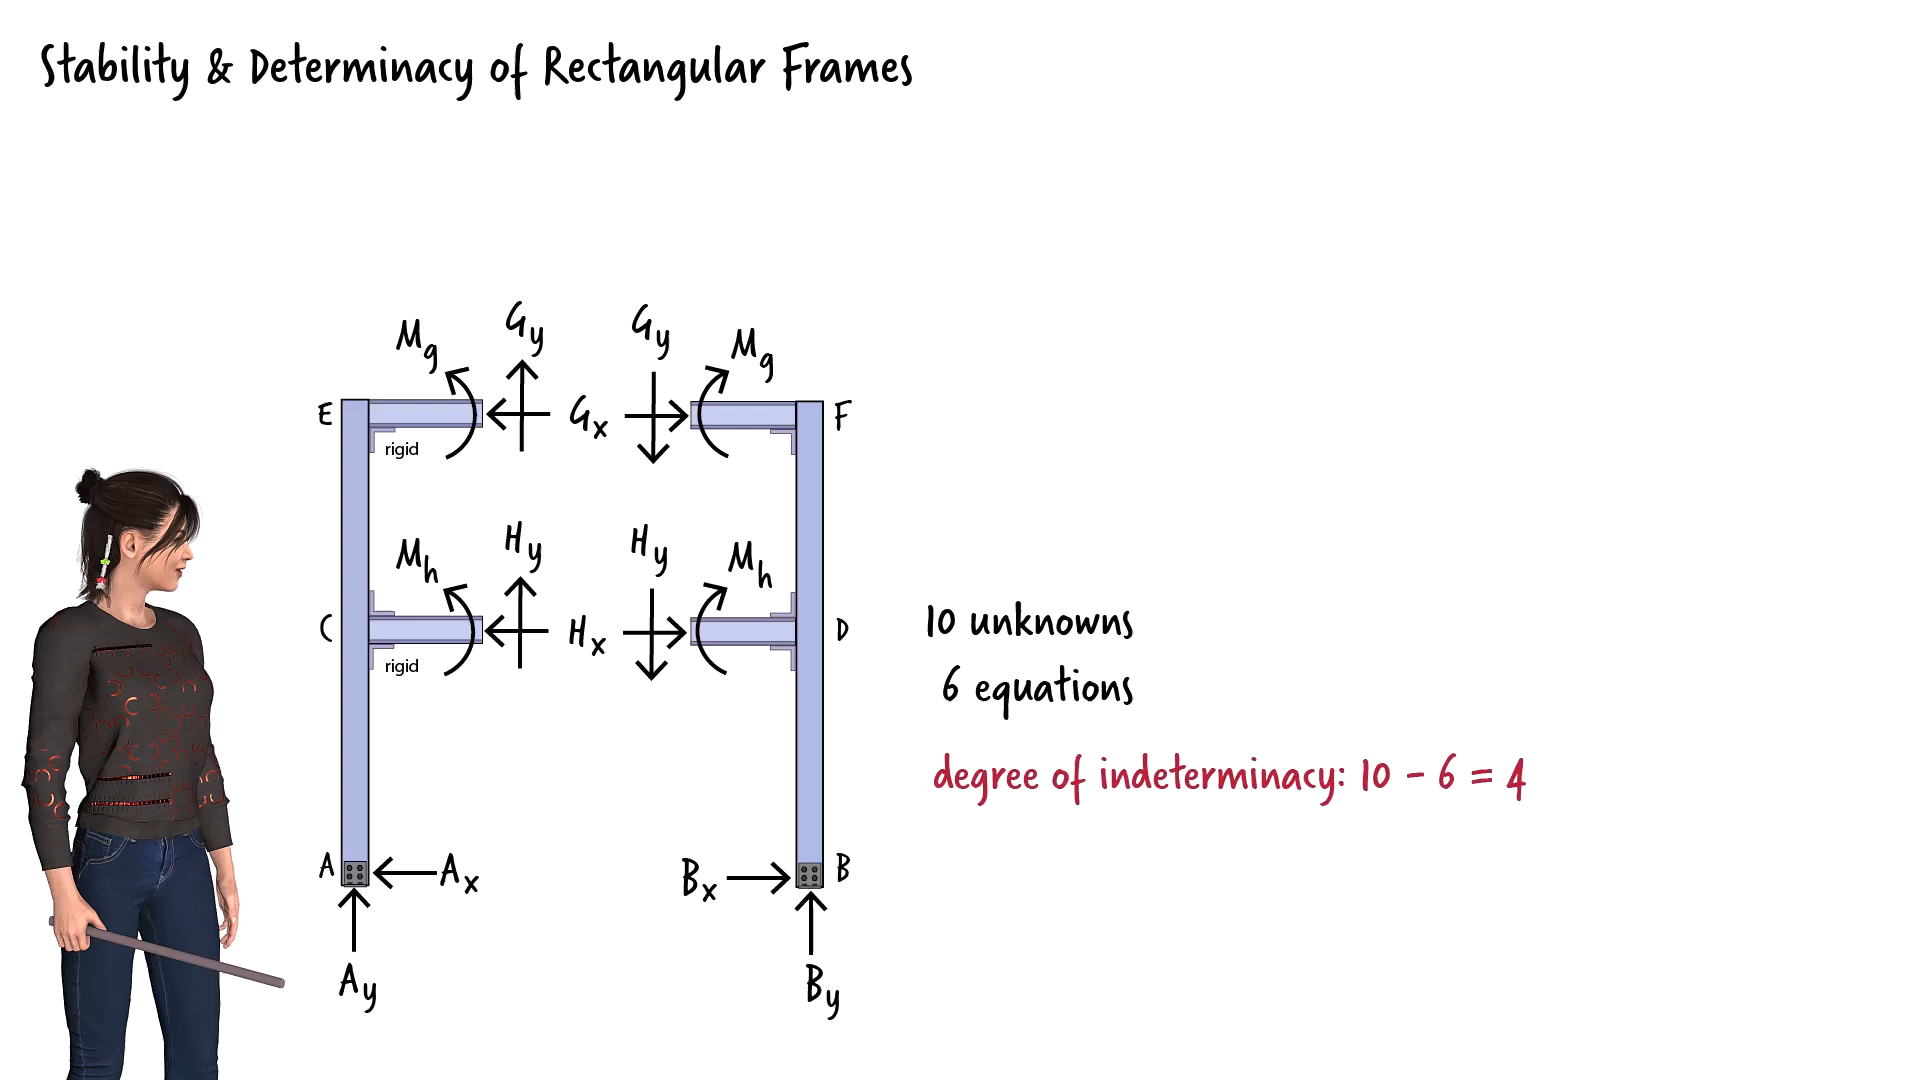 Stability & Determinacy of Rectangular Frames
Gy Gy
Mg Mg
E Gx F
rigid
Hy Hy
Mh Mh
C Hx D
rigid
10 unknowns
6 equations
degree of indeterminacy: 10 - 6 = 4
A Ax Bx B
Ay By